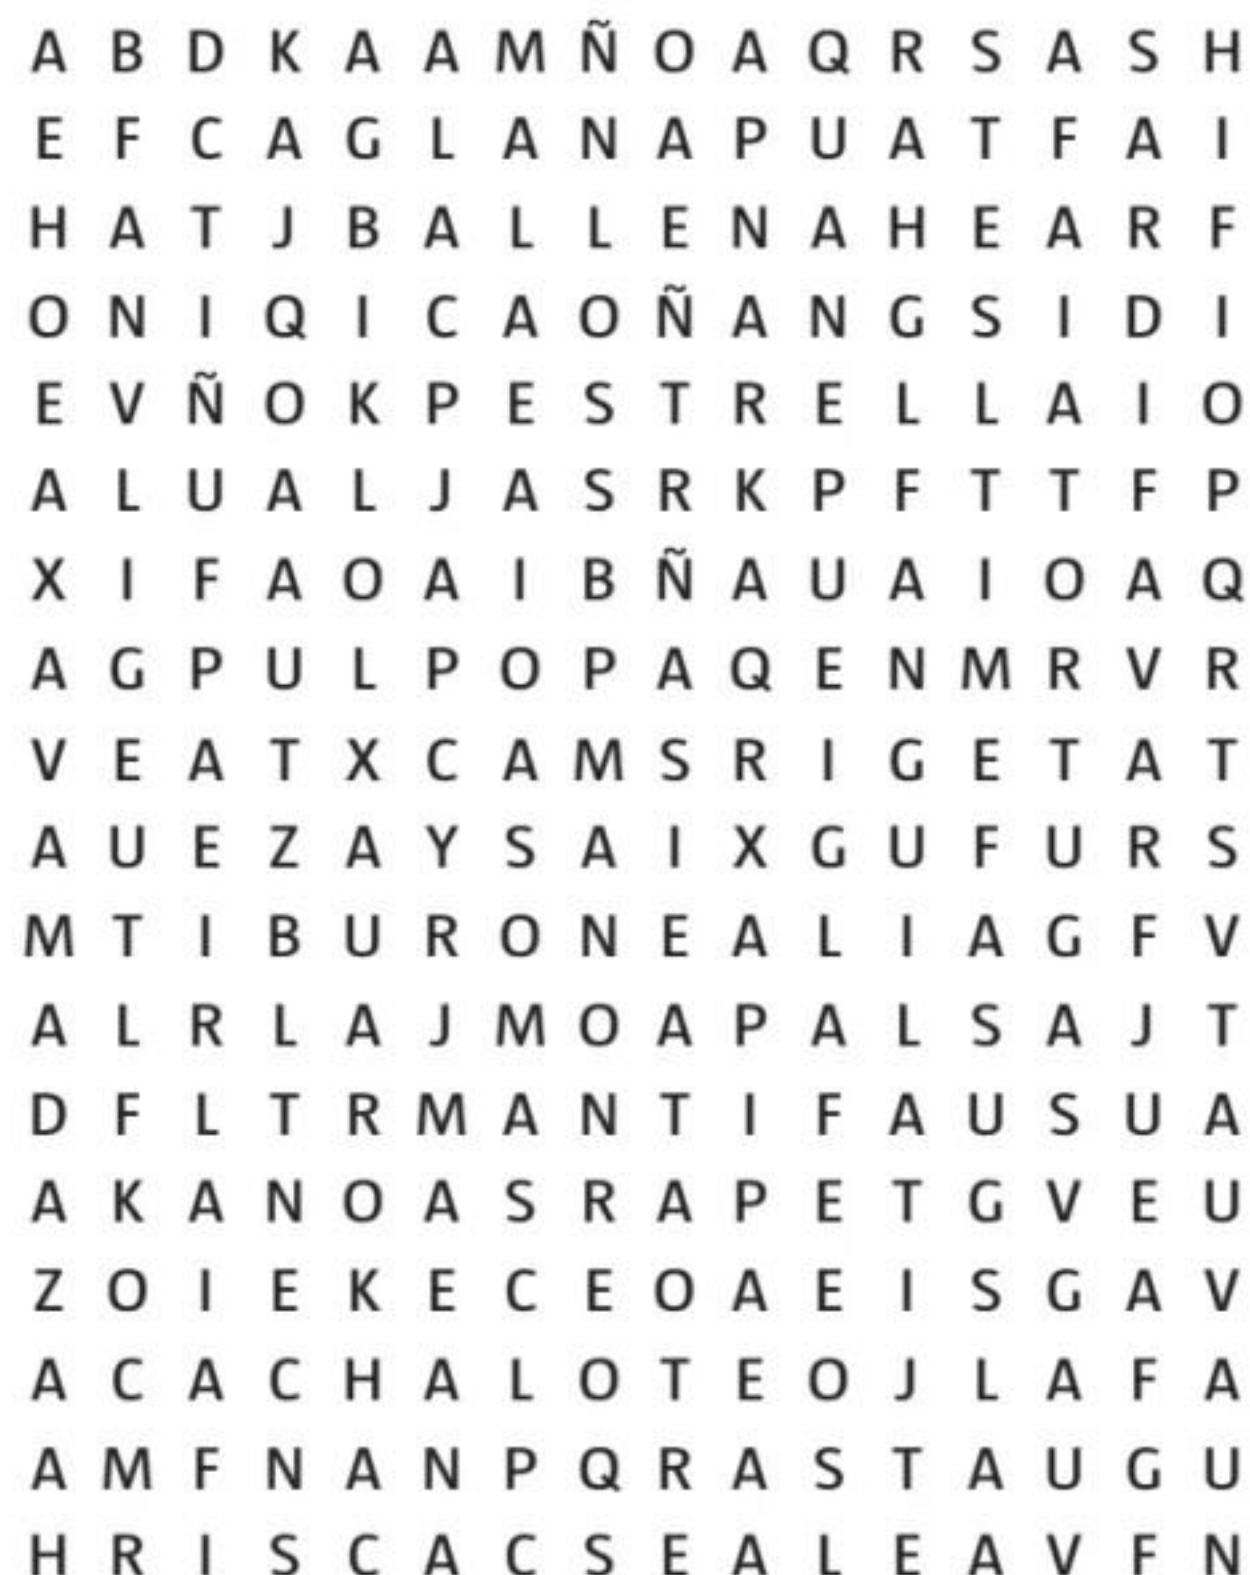 A B D K A A M Ñ O A Q R S A S H
E F C A G L A N A P U A T F A I
H A T J B A L L E N A H E A R F
O N I Q I C A O Ñ A N G S I D I
E V Ñ O K P E S T R E L L A I O
A L U A L J A S R K P F T T F P
X I F A O A I B Ñ A U A I O A Q
A G P U L P O P A Q E N M R V R
V E A T X C A M S R I G E T A T
A U E Z A Y S A I X G U F U R S
M T I B U R O N E A L I A G F V
A L R L A J M O A P A L S A J T
D F L T R M A N T I F A U S U A
A K A N O A S R A P E T G V E U
Z O I E K E C E O A E I S G A V
A C A C H A L O T E O J L A F A
A M F N A N P Q R A S T A U G U
H R I S C A C S E A L E A V F N